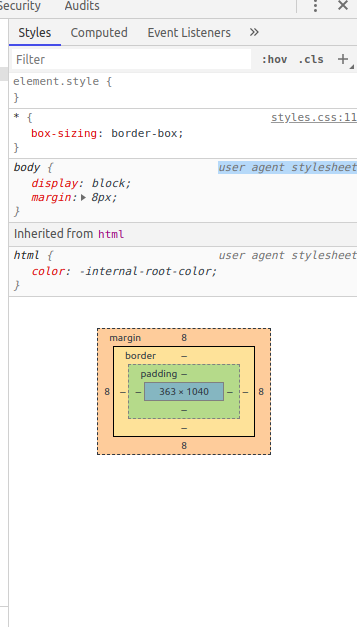 Security Audits
Styles Computed Event Listeners »
Filter :hov .cls +
element.style {
}
* { styles.css:11
box-sizing: border-box;
}
body { user agent stylesheet
display: block;
margin: 8px;
}
Inherited from html
html { user agent stylesheet
color: -internal-root-color;
}
margin 8
border –
padding –
8 – – 363 × 1040 – – 8
–
–
8